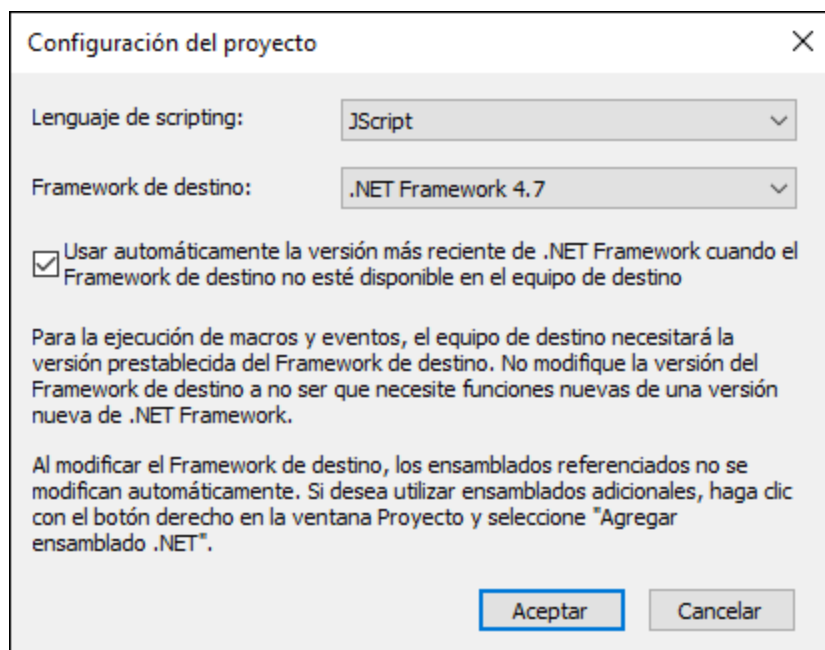 Configuración del proyecto
Lenguaje de scripting:
JScript
Framework de destino:
.NET Framework 4.7
Usar automáticamente la versión más reciente de .NET Framework cuando el
Framework de destino no esté disponible en el equipo de destino
Para la ejecución de macros y eventos, el equipo de destino necesitará la
versión prestablecida del Framework de destino. No modifique la versión del
Framework de destino a no ser que necesite funciones nuevas de una versión
nueva de .NET Framework.
Al modificar el Framework de destino, los ensamblados referenciados no se
modifican automáticamente. Si desea utilizar ensamblados adicionales, haga clic
con el botón derecho en la ventana Proyecto y seleccione "Agregar
ensamblado .NET".
Aceptar
Cancelar